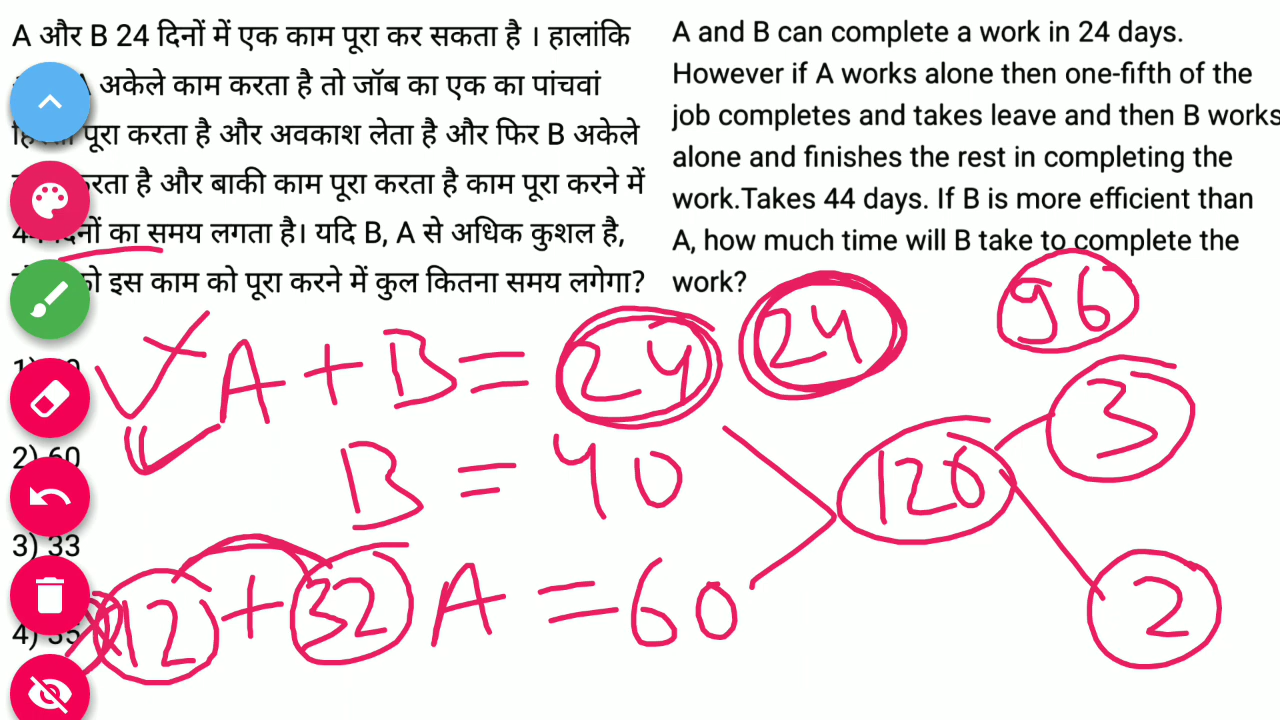 A और B 24 दिनों में एक काम पूरा कर सकता है । हालांकि
A अकेले काम करता है तो जॉब का एक का पांचवां
पूरा करता है और अवकाश लेता है और फिर B अकेले
करता है और बाकी काम पूरा करता है काम पूरा करने में
दिनों का समय लगता है। यदि B, A से अधिक कुशल है,
को इस काम को पूरा करने में कुल कितना समय लगेगा?
A and B can complete a work in 24 days.
However if A works alone then one-fifth of the
job completes and takes leave and then B works
alone and finishes the rest in completing the
work.Takes 44 days. If B is more efficient than
A, how much time will B take to complete the
work?
96
A + B = 24 24
3
2) 60
B = 40
120
3) 33
12 + 32 A = 60
2
4) 35